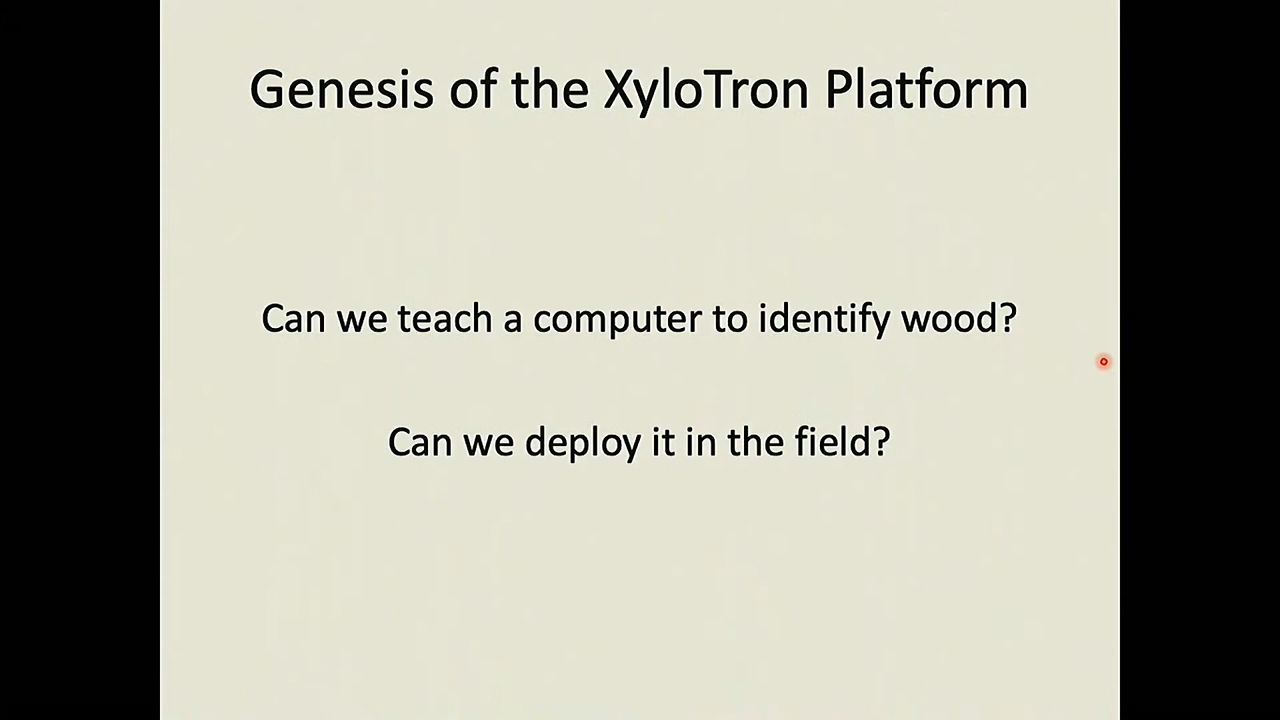 Genesis of the XyloTron Platform
Can we teach a computer to identify wood?
Can we deploy it in the field?